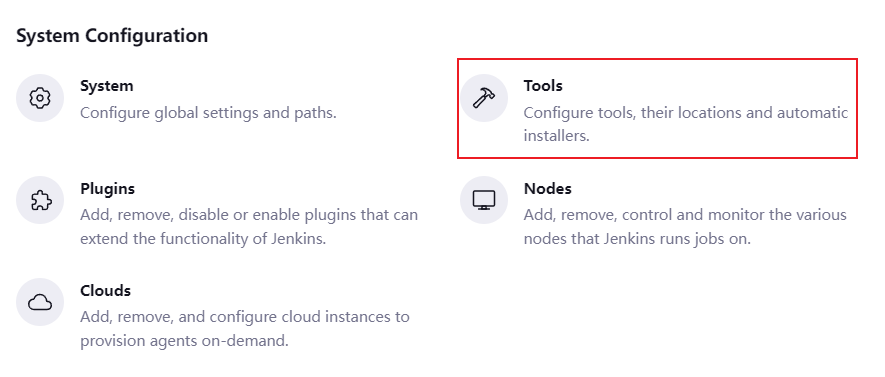 System Configuration
System
Configure global settings and paths.
Tools
Configure tools, their locations and automatic
installers.
Plugins
Add, remove, disable or enable plugins that can
extend the functionality of Jenkins.
Nodes
Add, remove, control and monitor the various
nodes that Jenkins runs jobs on.
Clouds
Add, remove, and configure cloud instances to
provision agents on-demand.